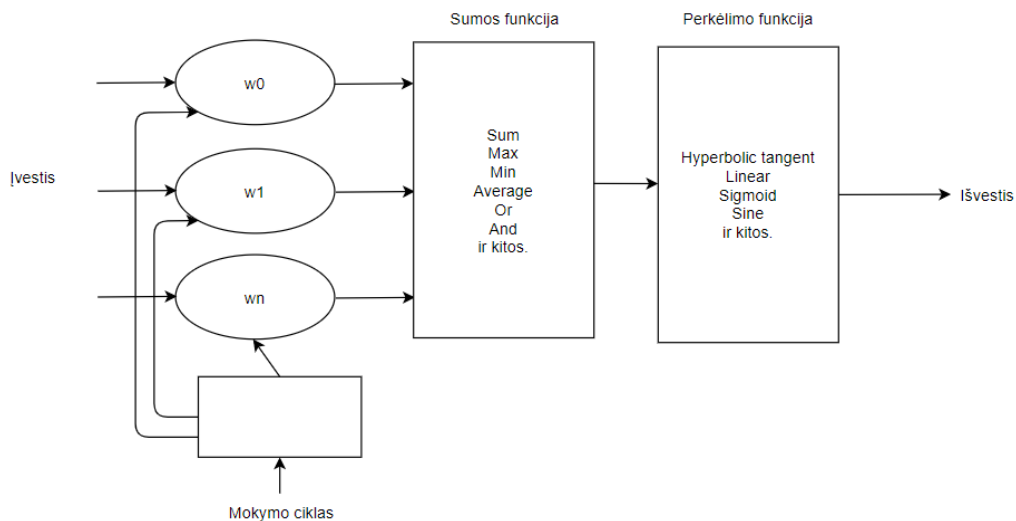 Sumos funkcija
Perkėlimo funkcija
Įvestis
w0
w1
wn
Sum
Max
Min
Average
Or
And
ir kitos.
Hyperbolic tangent
Linear
Sigmoid
Sine
ir kitos.
Išvestis
Mokymo ciklas